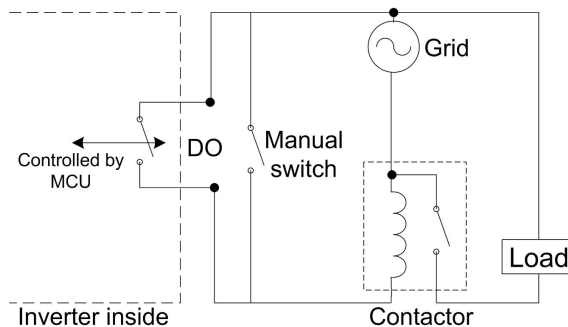 Grid
DO
Manual
switch
Controlled by
MCU
Load
Inverter inside
Contactor